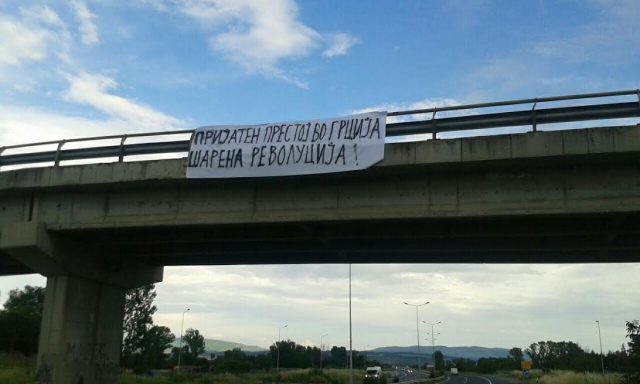 ПРИЈАТЕН ПРЕСТОЈ ВО ГРЦИЈА
ШАРЕНА РЕВОЛУЦИЈА!